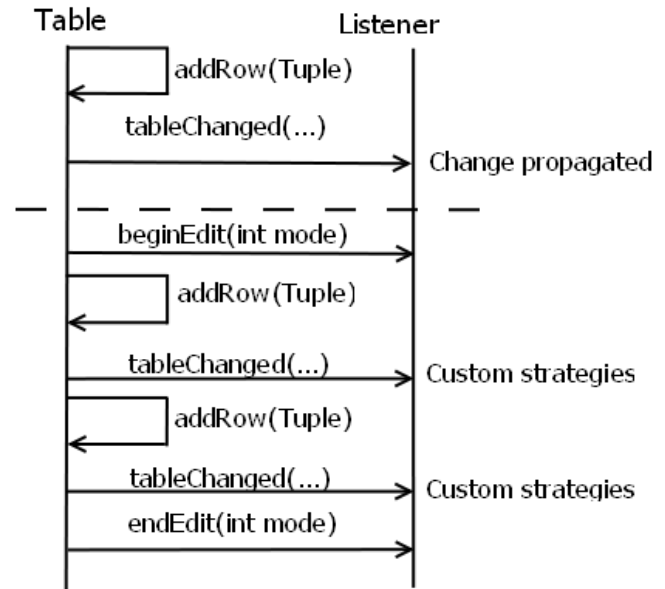 Table
Listener
addRow(Tuple)
tableChanged(...)
Change propagated
beginEdit(int mode)
addRow(Tuple)
tableChanged(...)
Custom strategies
addRow(Tuple)
tableChanged(...)
Custom strategies
endEdit(int mode)